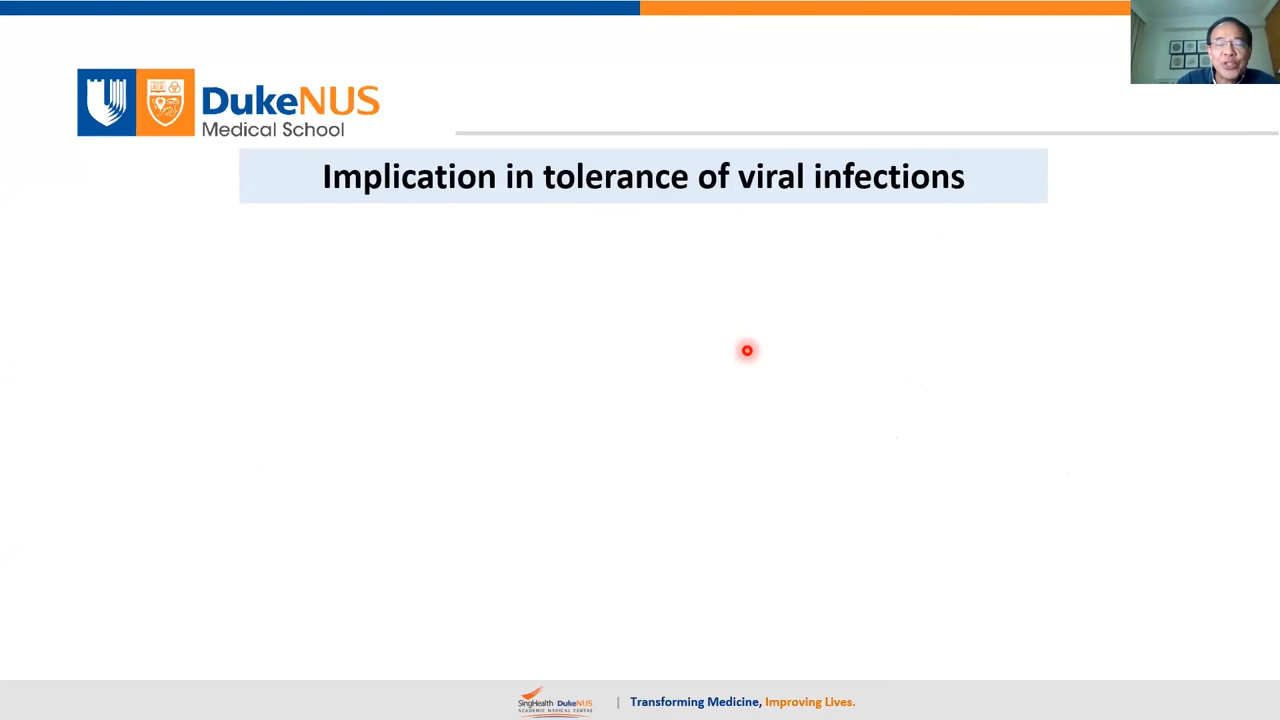 DukeNUS
Medical School
Implication in tolerance of viral infections
SingHealth DukeNUS
ACADEMIC MEDICAL CENTRE
| Transforming Medicine, Improving Lives.